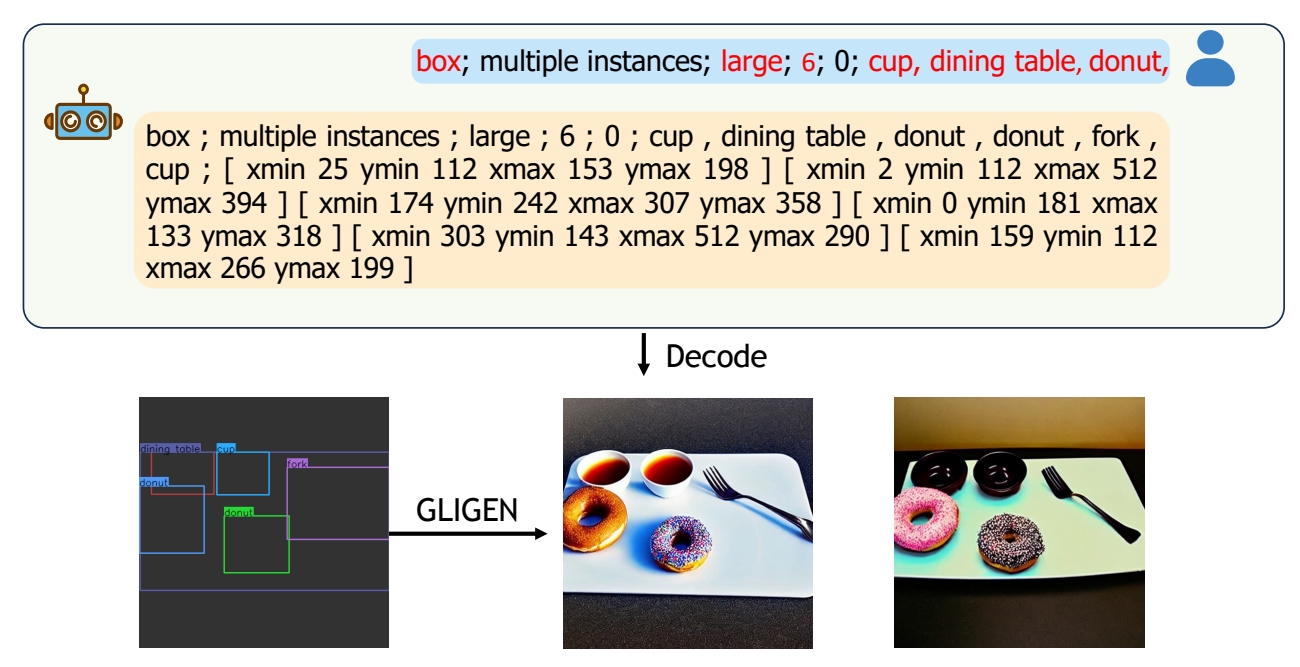 box; multiple instances; large; 6; 0; cup, dining table, donut,
box ; multiple instances ; large ; 6 ; 0 ; cup , dining table , donut , donut , fork ,
cup ; [ xmin 25 ymin 112 xmax 153 ymax 198 ] [ xmin 2 ymin 112 xmax 512
ymax 394 ] [ xmin 174 ymin 242 xmax 307 ymax 358 ] [ xmin 0 ymin 181 xmax
133 ymax 318 ] [ xmin 303 ymin 143 xmax 512 ymax 290 ] [ xmin 159 ymin 112
xmax 266 ymax 199 ]
Decode
dining table
cup
fork
donut
donut
GLIGEN